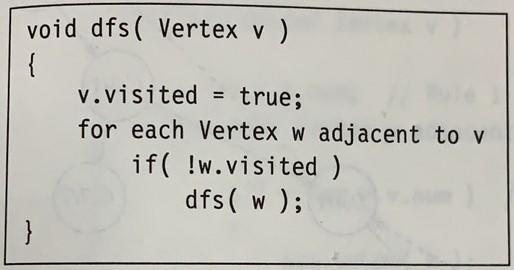 void dfs( Vertex v )
{
    v.visited = true;
    for each Vertex w adjacent to v
        if( !w.visited )
            dfs( w );
}